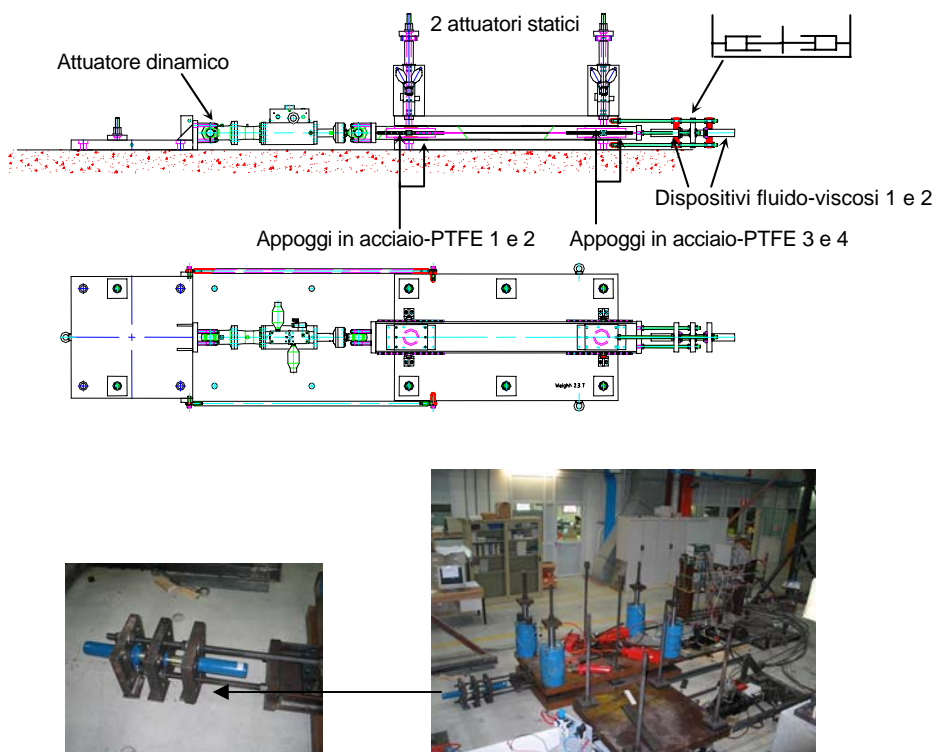 2 attuatori statici
Attuatore dinamico
Dispositivi fluido-viscosi 1 e 2
Appoggi in acciaio-PTFE 1 e 2
Appoggi in acciaio-PTFE 3 e 4
Weight 2.3 T